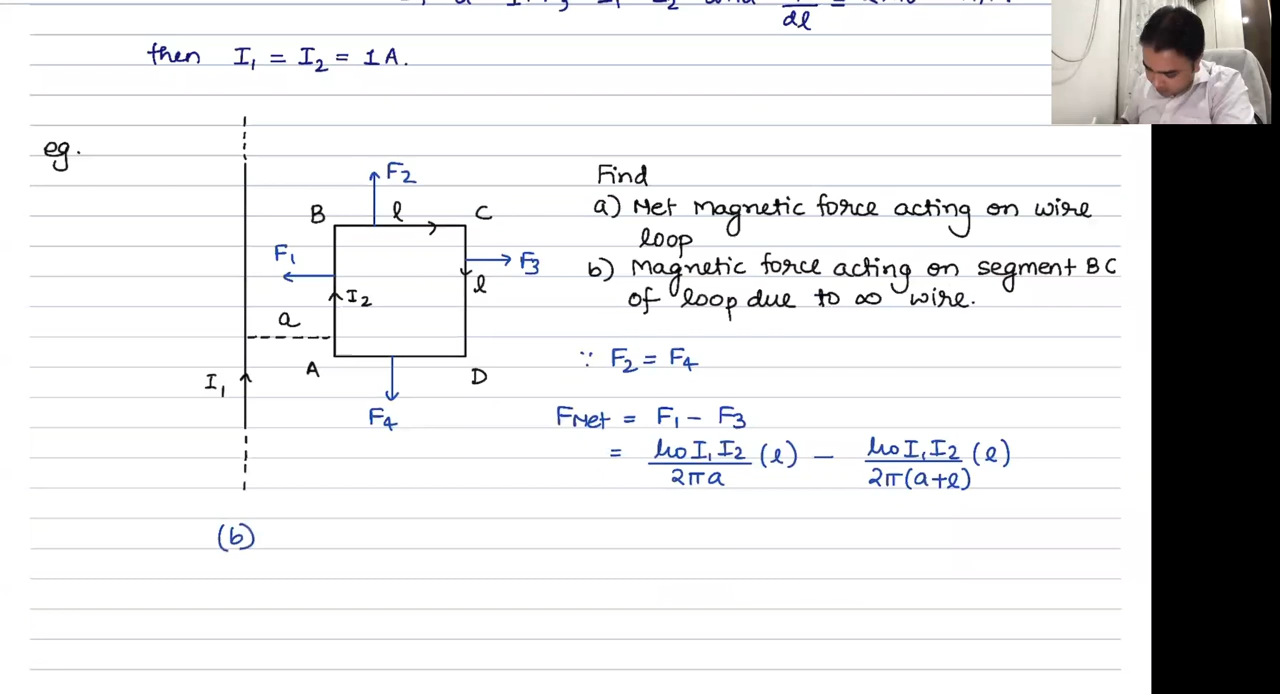 dl
then I₁ = I₂ = 1A.
eg.
F₂
B l C
F₁
F₃
I₂
l
a
A D
I₁
F₄
Find
a) Net magnetic force acting on wire
loop
b) Magnetic force acting on segment BC
of loop due to ∞ wire.
∵ F₂ = F₄
FNet = F₁ - F₃
= μ₀I₁I₂/2πa (l) - μ₀I₁I₂/2π(a+l) (l)
(b)